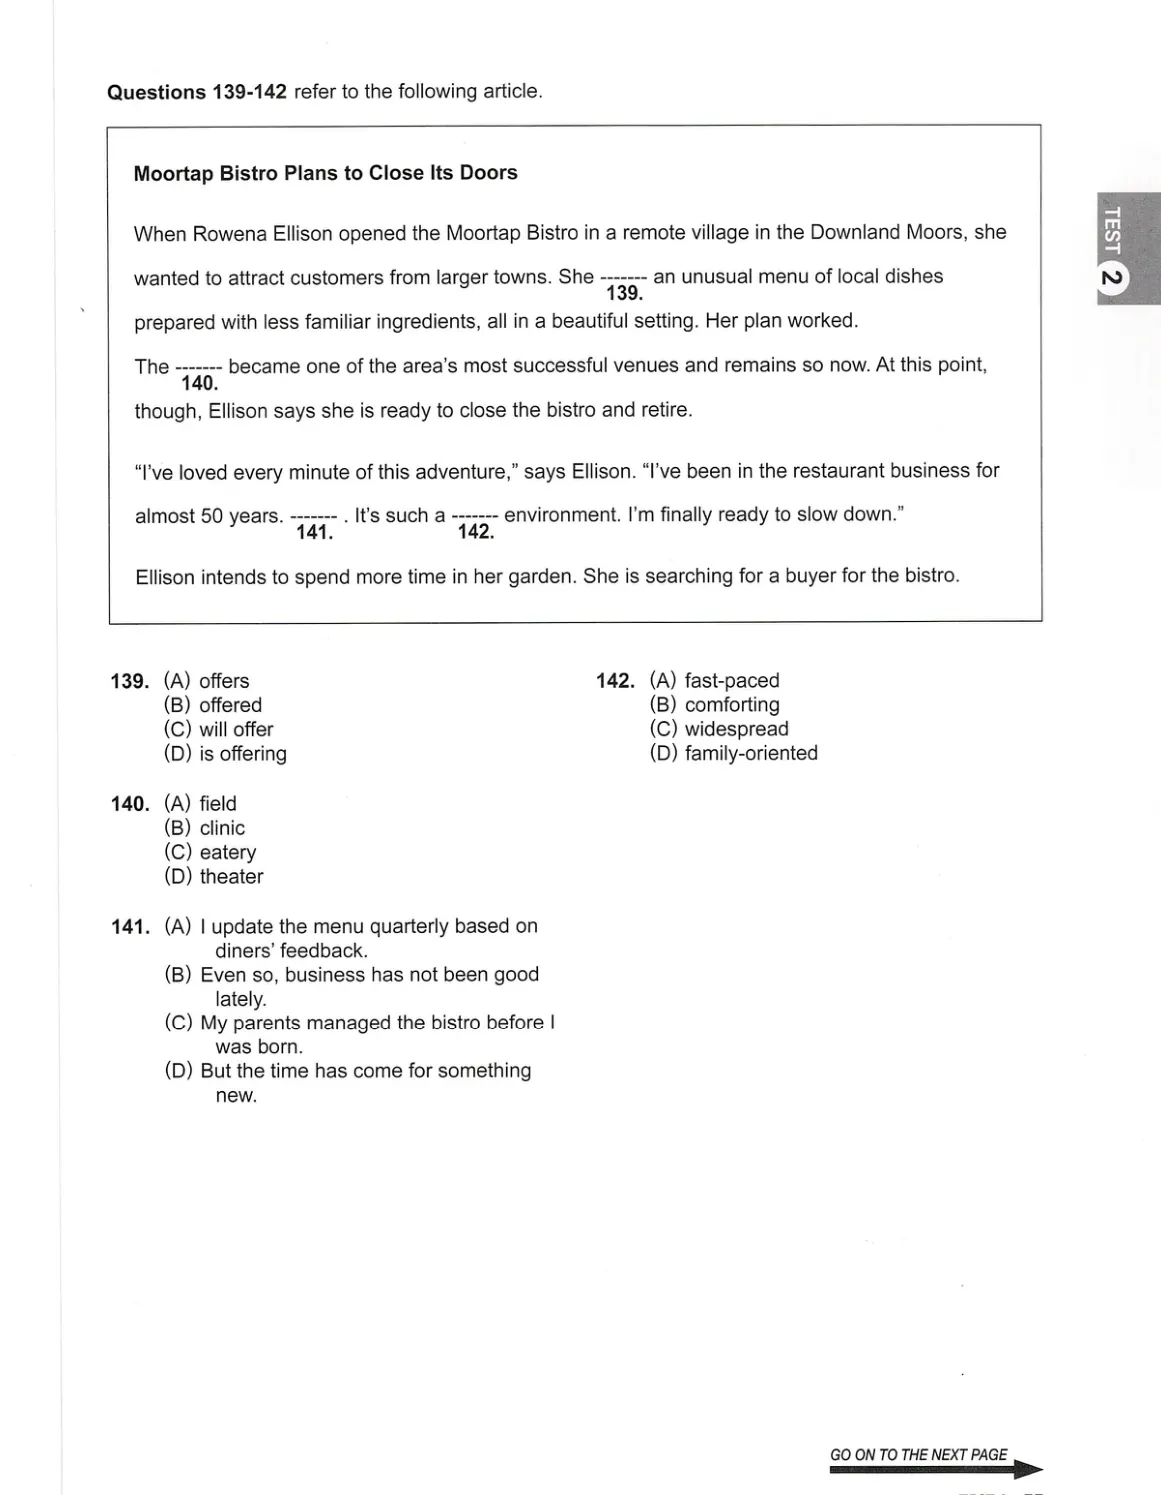 Questions 139-142 refer to the following article.
Moortap Bistro Plans to Close Its Doors
When Rowena Ellison opened the Moortap Bistro in a remote village in the Downland Moors, she
wanted to attract customers from larger towns. She ------- an unusual menu of local dishes
139.
prepared with less familiar ingredients, all in a beautiful setting. Her plan worked.
The ------- became one of the area's most successful venues and remains so now. At this point,
140.
though, Ellison says she is ready to close the bistro and retire.
“I've loved every minute of this adventure,” says Ellison. “I've been in the restaurant business for
almost 50 years. ------- . It's such a ------- environment. I'm finally ready to slow down.”
141. 142.
Ellison intends to spend more time in her garden. She is searching for a buyer for the bistro.
139. (A) offers
(B) offered
(C) will offer
(D) is offering
140. (A) field
(B) clinic
(C) eatery
(D) theater
141. (A) I update the menu quarterly based on
diners' feedback.
(B) Even so, business has not been good
lately.
(C) My parents managed the bistro before I
was born.
(D) But the time has come for something
new.
142. (A) fast-paced
(B) comforting
(C) widespread
(D) family-oriented
TEST 2
GO ON TO THE NEXT PAGE